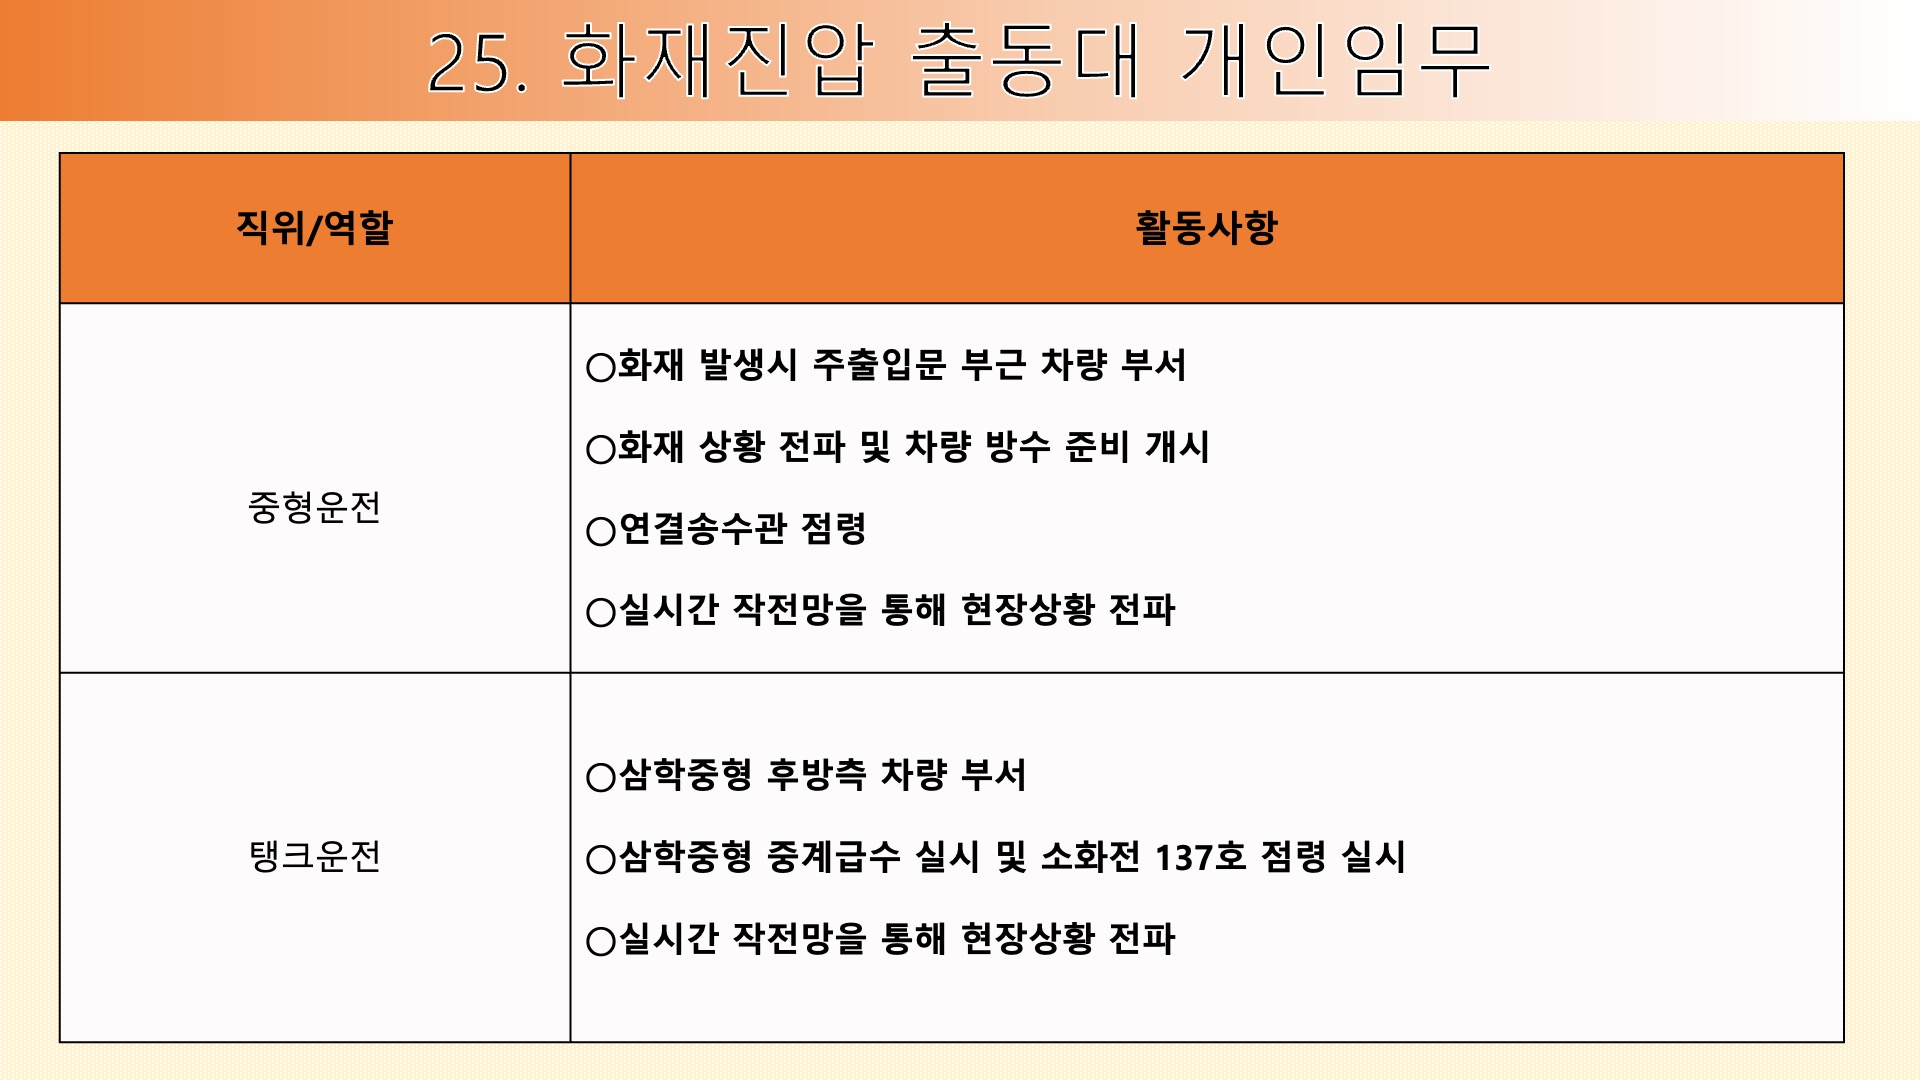 25. 화재진압 출동대 개인임무
직위/역할
활동사항
중형운전
○화재 발생시 주출입문 부근 차량 부서
○화재 상황 전파 및 차량 방수 준비 개시
○연결송수관 점령
○실시간 작전망을 통해 현장상황 전파
탱크운전
○삼학중형 후방측 차량 부서
○삼학중형 중계급수 실시 및 소화전 137호 점령 실시
○실시간 작전망을 통해 현장상황 전파